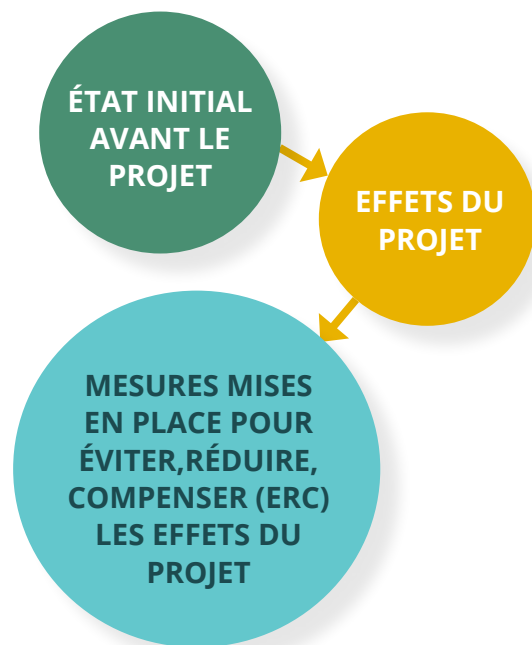 ÉTAT INITIAL
AVANT LE
PROJET
EFFETS DU
PROJET
MESURES MISES
EN PLACE POUR
ÉVITER,RÉDUIRE,
COMPENSER (ERC)
LES EFFETS DU
PROJET